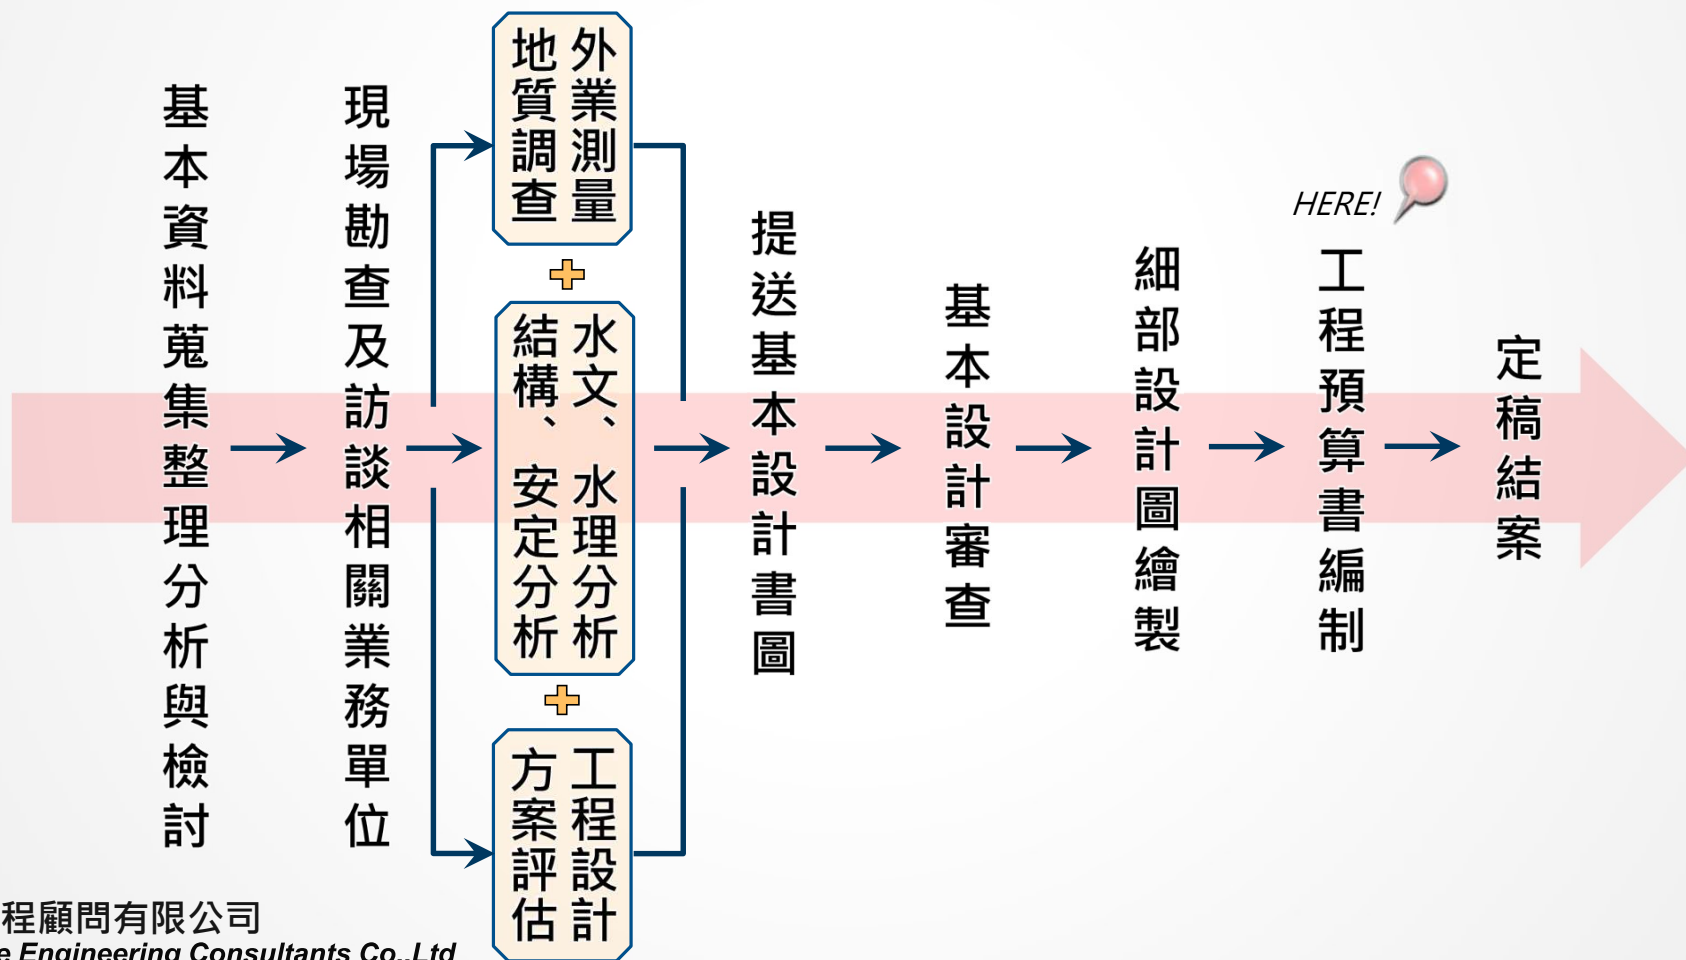 基本資料蒐集整理分析與檢討
現場勘查及訪談相關業務單位
外業測量
地質調查
水文、水理分析
結構、安定分析
工程設計
方案評估
提送基本設計書圖
基本設計審查
細部設計圖繪製
HERE!
工程預算書編制
定稿結案
程顧問有限公司
e Engineering Consultants Co.,Ltd